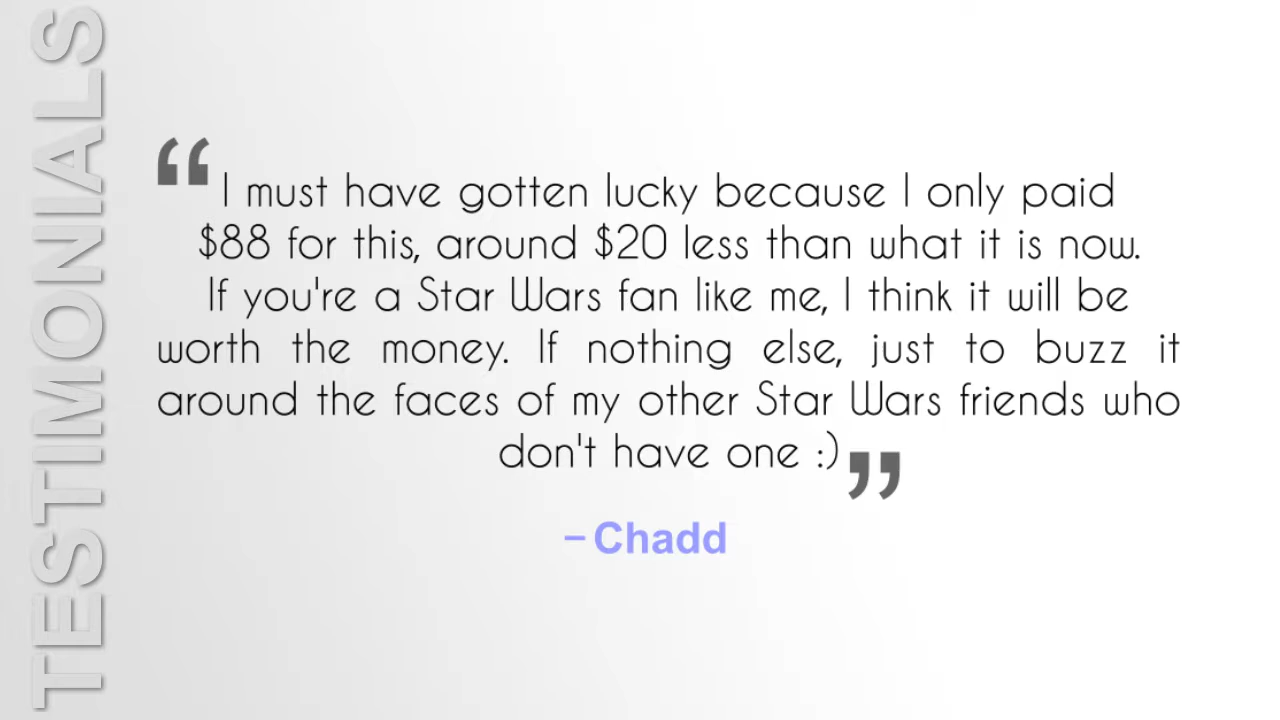 TESTIMONIALS
“I must have gotten lucky because I only paid
$88 for this, around $20 less than what it is now.
If you're a Star Wars fan like me, I think it will be
worth the money. If nothing else, just to buzz it
around the faces of my other Star Wars friends who
don't have one :)”
– Chadd